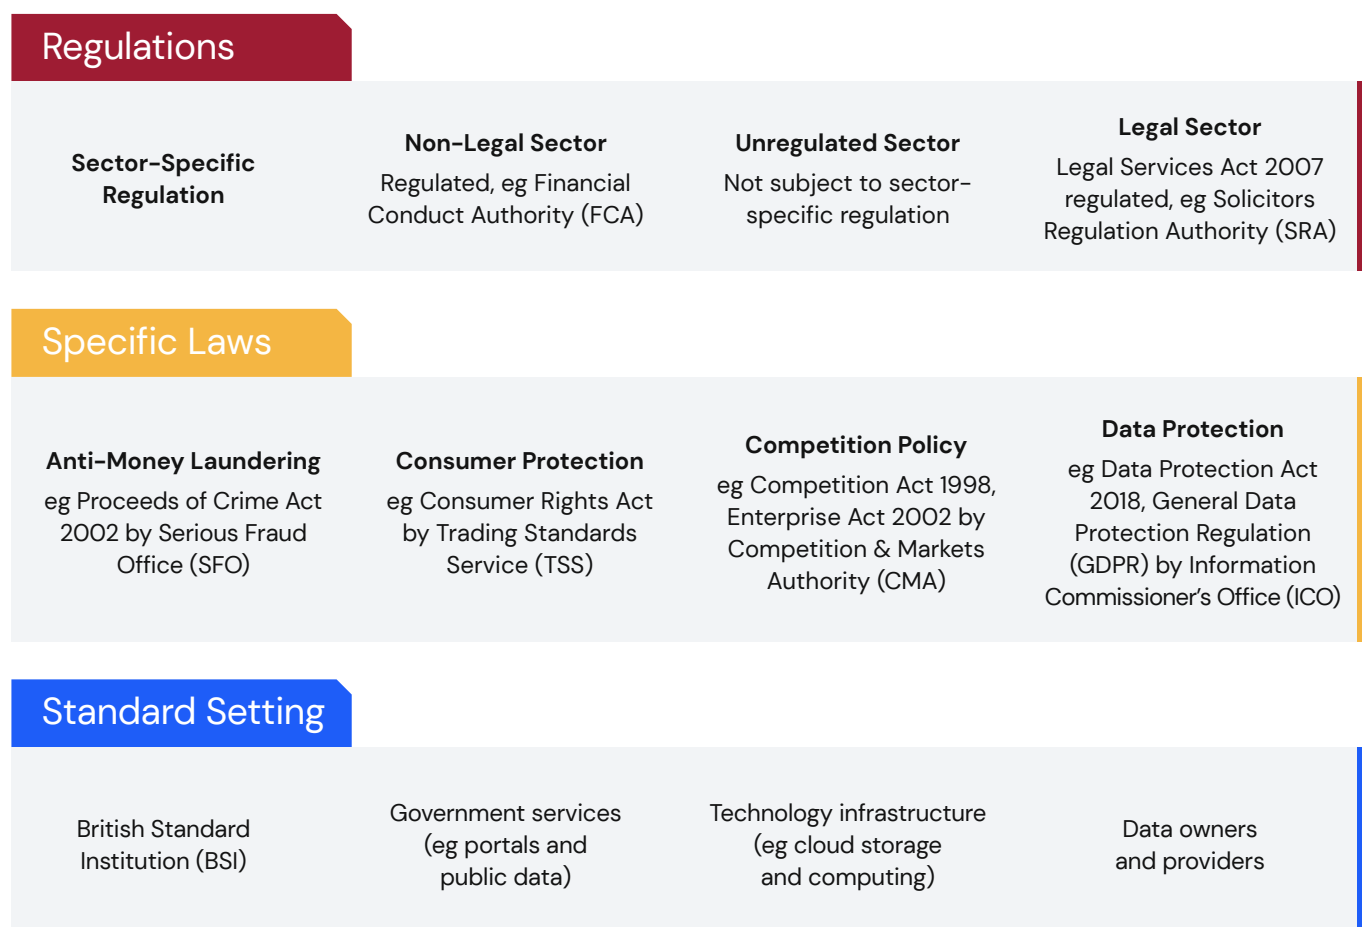 Regulations
Sector-Specific
Regulation
Non-Legal Sector
Regulated, eg Financial
Conduct Authority (FCA)
Unregulated Sector
Not subject to sector-
specific regulation
Legal Sector
Legal Services Act 2007
regulated, eg Solicitors
Regulation Authority (SRA)
Specific Laws
Anti-Money Laundering
eg Proceeds of Crime Act
2002 by Serious Fraud
Office (SFO)
Consumer Protection
eg Consumer Rights Act
by Trading Standards
Service (TSS)
Competition Policy
eg Competition Act 1998,
Enterprise Act 2002 by
Competition & Markets
Authority (CMA)
Data Protection
eg Data Protection Act
2018, General Data
Protection Regulation
(GDPR) by Information
Commissioner’s Office (ICO)
Standard Setting
British Standard
Institution (BSI)
Government services
(eg portals and
public data)
Technology infrastructure
(eg cloud storage
and computing)
Data owners
and providers